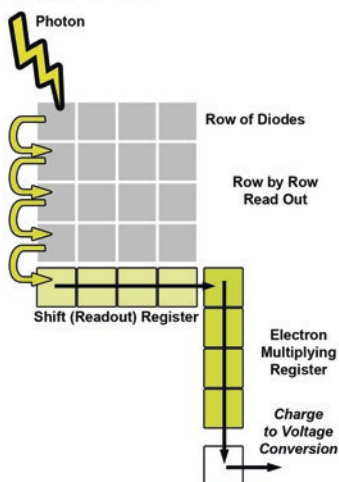 Photon
Row of Diodes
Row by Row
Read Out
Shift (Readout) Register
Electron
Multiplying
Register
Charge
to Voltage
Conversion